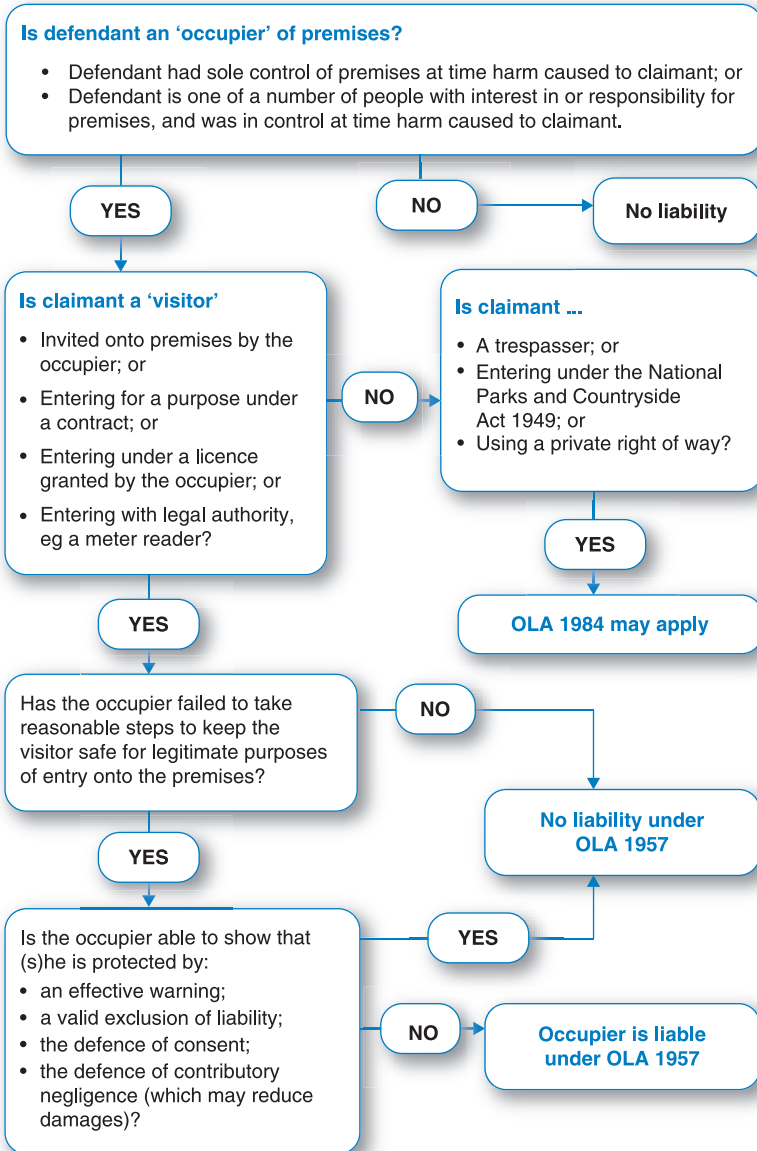 Is defendant an ‘occupier’ of premises?
• Defendant had sole control of premises at time harm caused to claimant; or
• Defendant is one of a number of people with interest in or responsibility for
premises, and was in control at time harm caused to claimant.
YES
NO
No liability
Is claimant a ‘visitor’
• Invited onto premises by the
occupier; or
• Entering for a purpose under
a contract; or
• Entering under a licence
granted by the occupier; or
• Entering with legal authority,
eg a meter reader?
NO
Is claimant ...
• A trespasser; or
• Entering under the National
Parks and Countryside
Act 1949; or
• Using a private right of way?
YES
OLA 1984 may apply
YES
Has the occupier failed to take
reasonable steps to keep the
visitor safe for legitimate purposes
of entry onto the premises?
NO
No liability under
OLA 1957
YES
Is the occupier able to show that
(s)he is protected by:
• an effective warning;
• a valid exclusion of liability;
• the defence of consent;
• the defence of contributory
negligence (which may reduce
damages)?
YES
NO
Occupier is liable
under OLA 1957